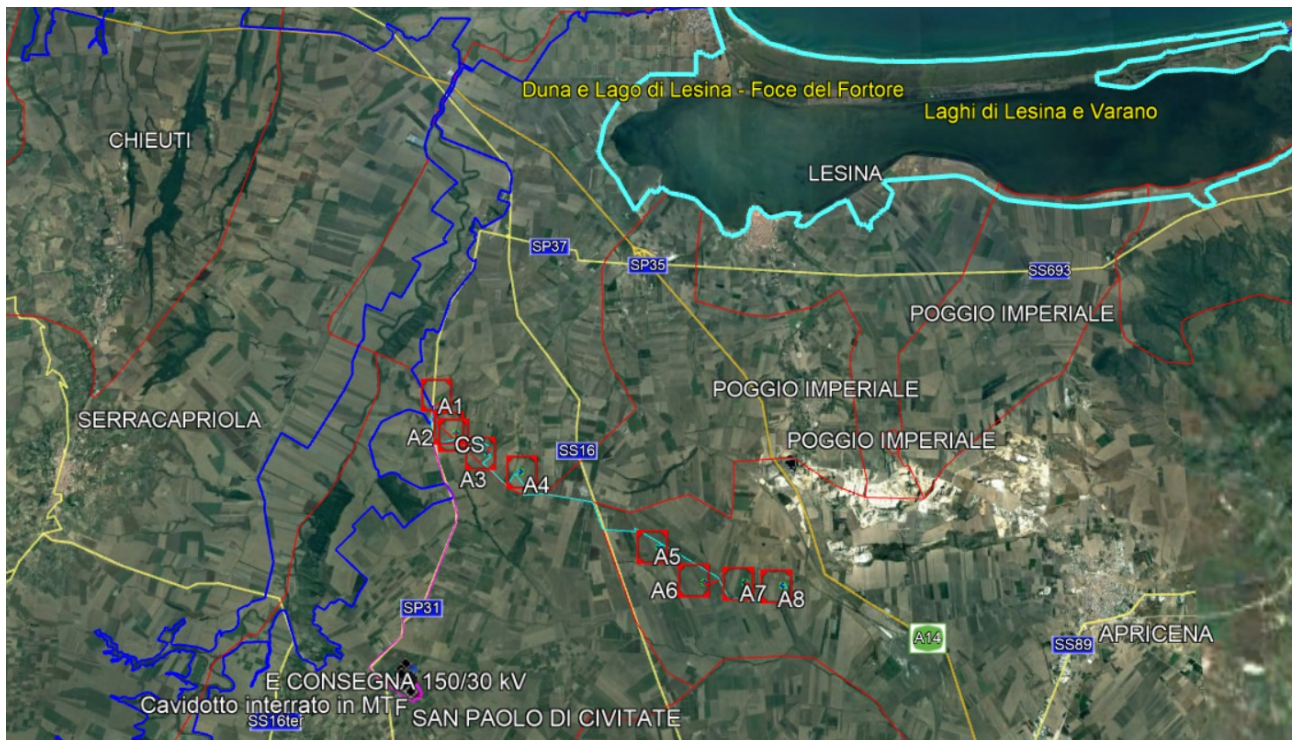 Duna e Lago di Lesina - Foce del Fortore
Laghi di Lesina e Varano
CHIEUTI
LESINA
SP37
SP35
SS693
POGGIO IMPERIALE
POGGIO IMPERIALE
A1
SERRACAPRIOLA
A2
CS
POGGIO IMPERIALE
SS16
A3
A4
A5
A6
A7
A8
SP31
A14
APRICENA
SS89
E CONSEGNA 150/30 kV
Cavidotto interrato in MT
SAN PAOLO DI CIVITATE
SS16ter